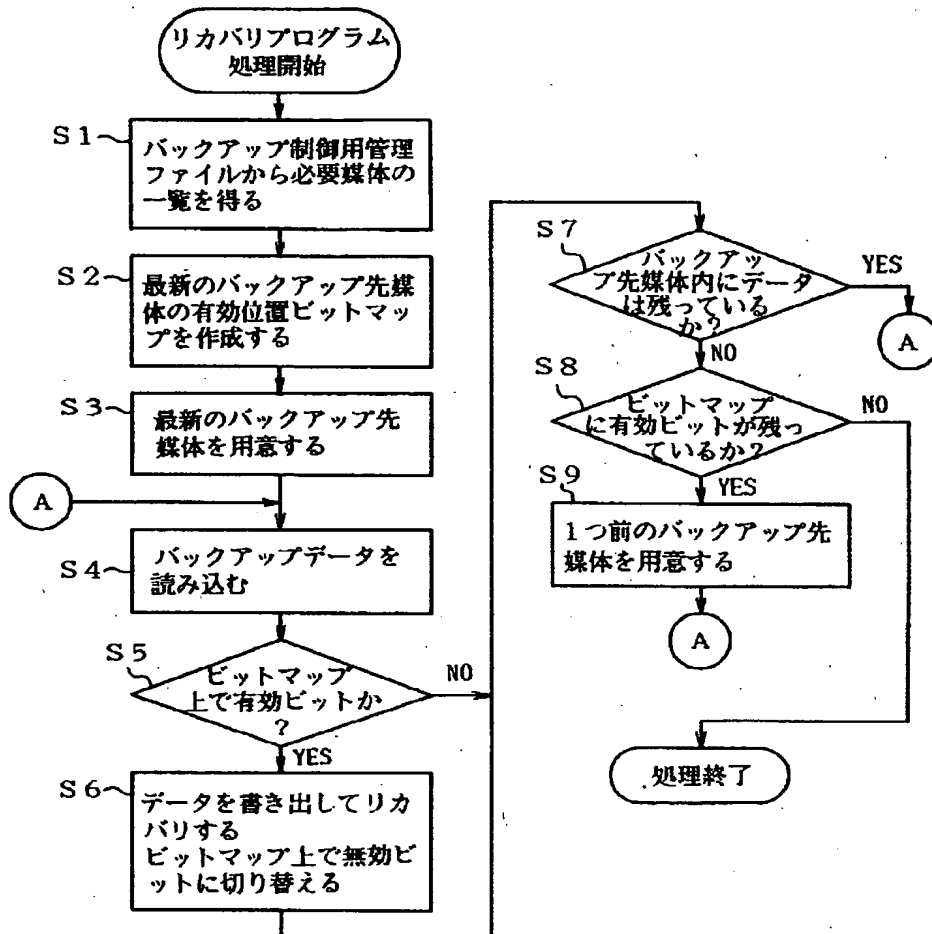 リカバリプログラム
処理開始
S1
バックアップ制御用管理
ファイルから必要媒体の
一覧を得る
S2
最新のバックアップ先媒
体の有効位置ビットマッ
プを作成する
S3
最新のバックアップ先
媒体を用意する
A
S4
バックアップデータを
読み込む
S5
ビットマップ
上で有効ビットか
?
NO
YES
S6
データを書き出してリカ
バリする
ビットマップ上で無効ビ
ットに切り替える
S7
バックアッ
プ先媒体内にデータ
は残っている
か?
YES
A
NO
S8
ビットマップ
に有効ビットが残っ
ているか?
NO
YES
S9
1つ前のバックアップ先
媒体を用意する
A
処理終了